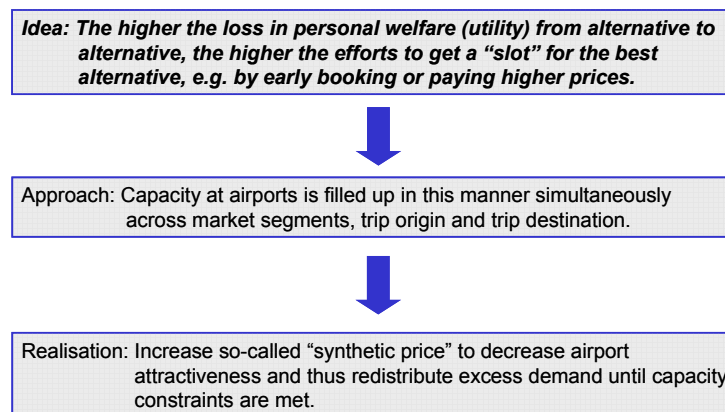 Idea: The higher the loss in personal welfare (utility) from alternative to
alternative, the higher the efforts to get a “slot” for the best
alternative, e.g. by early booking or paying higher prices.
Approach: Capacity at airports is filled up in this manner simultaneously
across market segments, trip origin and trip destination.
Realisation: Increase so-called “synthetic price” to decrease airport
attractiveness and thus redistribute excess demand until capacity
constraints are met.